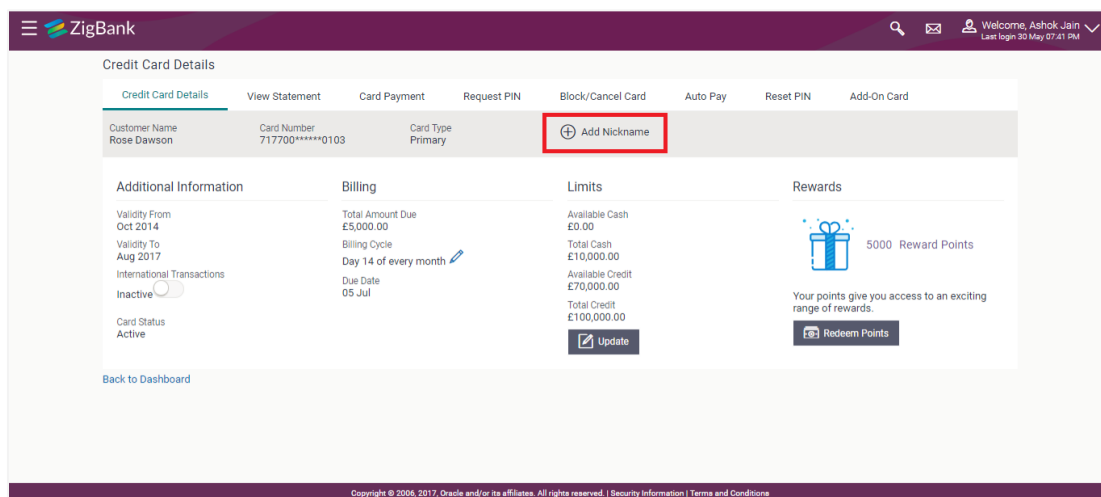 ZigBank
Welcome, Ashok Jain
Last login 30 May 07:41 PM
Credit Card Details
Credit Card Details View Statement Card Payment Request PIN Block/Cancel Card Auto Pay Reset PIN Add-On Card
Customer Name Card Number Card Type
Rose Dawson 717700******0103 Primary
Add Nickname
Additional Information
Validity From
Oct 2014
Validity To
Aug 2017
International Transactions
Inactive
Card Status
Active
Billing
Total Amount Due
£5,000.00
Billing Cycle
Day 14 of every month
Due Date
05 Jul
Limits
Available Cash
£0.00
Total Cash
£10,000.00
Available Credit
£70,000.00
Total Credit
£100,000.00
Update
Rewards
5000 Reward Points
Your points give you access to an exciting
range of rewards.
Redeem Points
Back to Dashboard
Copyright © 2006, 2017, Oracle and/or its affiliates. All rights reserved. | Security Information | Terms and Conditions